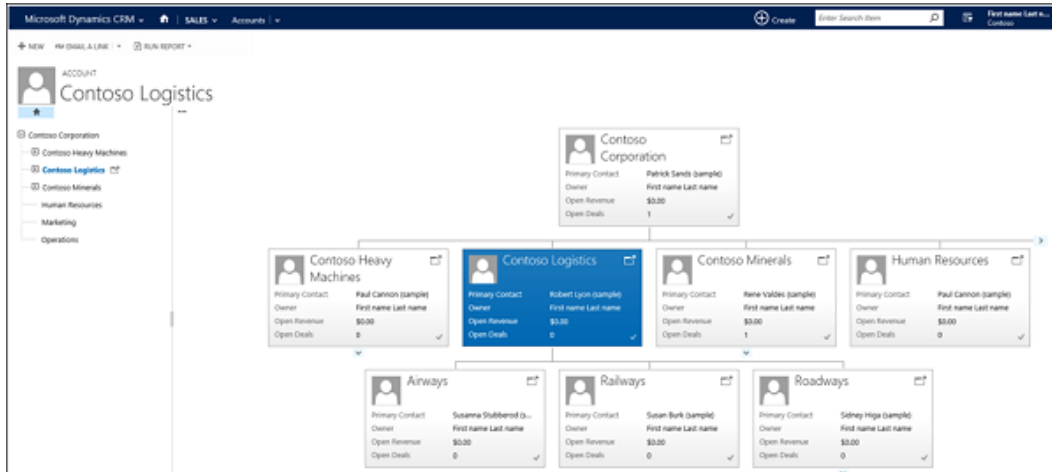 Microsoft Dynamics CRM
SALES
Accounts
Create
Enter Search Item
First name Last n...
Contoso
NEW
EMAIL A LINK
RUN REPORT
ACCOUNT
Contoso Logistics
...
Contoso Corporation
Contoso Heavy Machines
Contoso Logistics
Contoso Minerals
Human Resources
Marketing
Operations
Contoso
Corporation
Primary Contact Patrick Sands (sample)
Owner First name Last name
Open Revenue $0.00
Open Deals 1
Contoso Heavy
Machines
Primary Contact Paul Cannon (sample)
Owner First name Last name
Open Revenue $0.00
Open Deals 0
Contoso Logistics
Primary Contact Robert Lyon (sample)
Owner First name Last name
Open Revenue $0.00
Open Deals 0
Contoso Minerals
Primary Contact Rene Valdes (sample)
Owner First name Last name
Open Revenue $0.00
Open Deals 1
Human Resources
Primary Contact Paul Cannon (sample)
Owner First name Last name
Open Revenue $0.00
Open Deals 0
Airways
Primary Contact Susanna Stubberod (s...
Owner First name Last name
Open Revenue $0.00
Open Deals 0
Railways
Primary Contact Susan Burk (sample)
Owner First name Last name
Open Revenue $0.00
Open Deals 0
Roadways
Primary Contact Sidney Higa (sample)
Owner First name Last name
Open Revenue $0.00
Open Deals 0